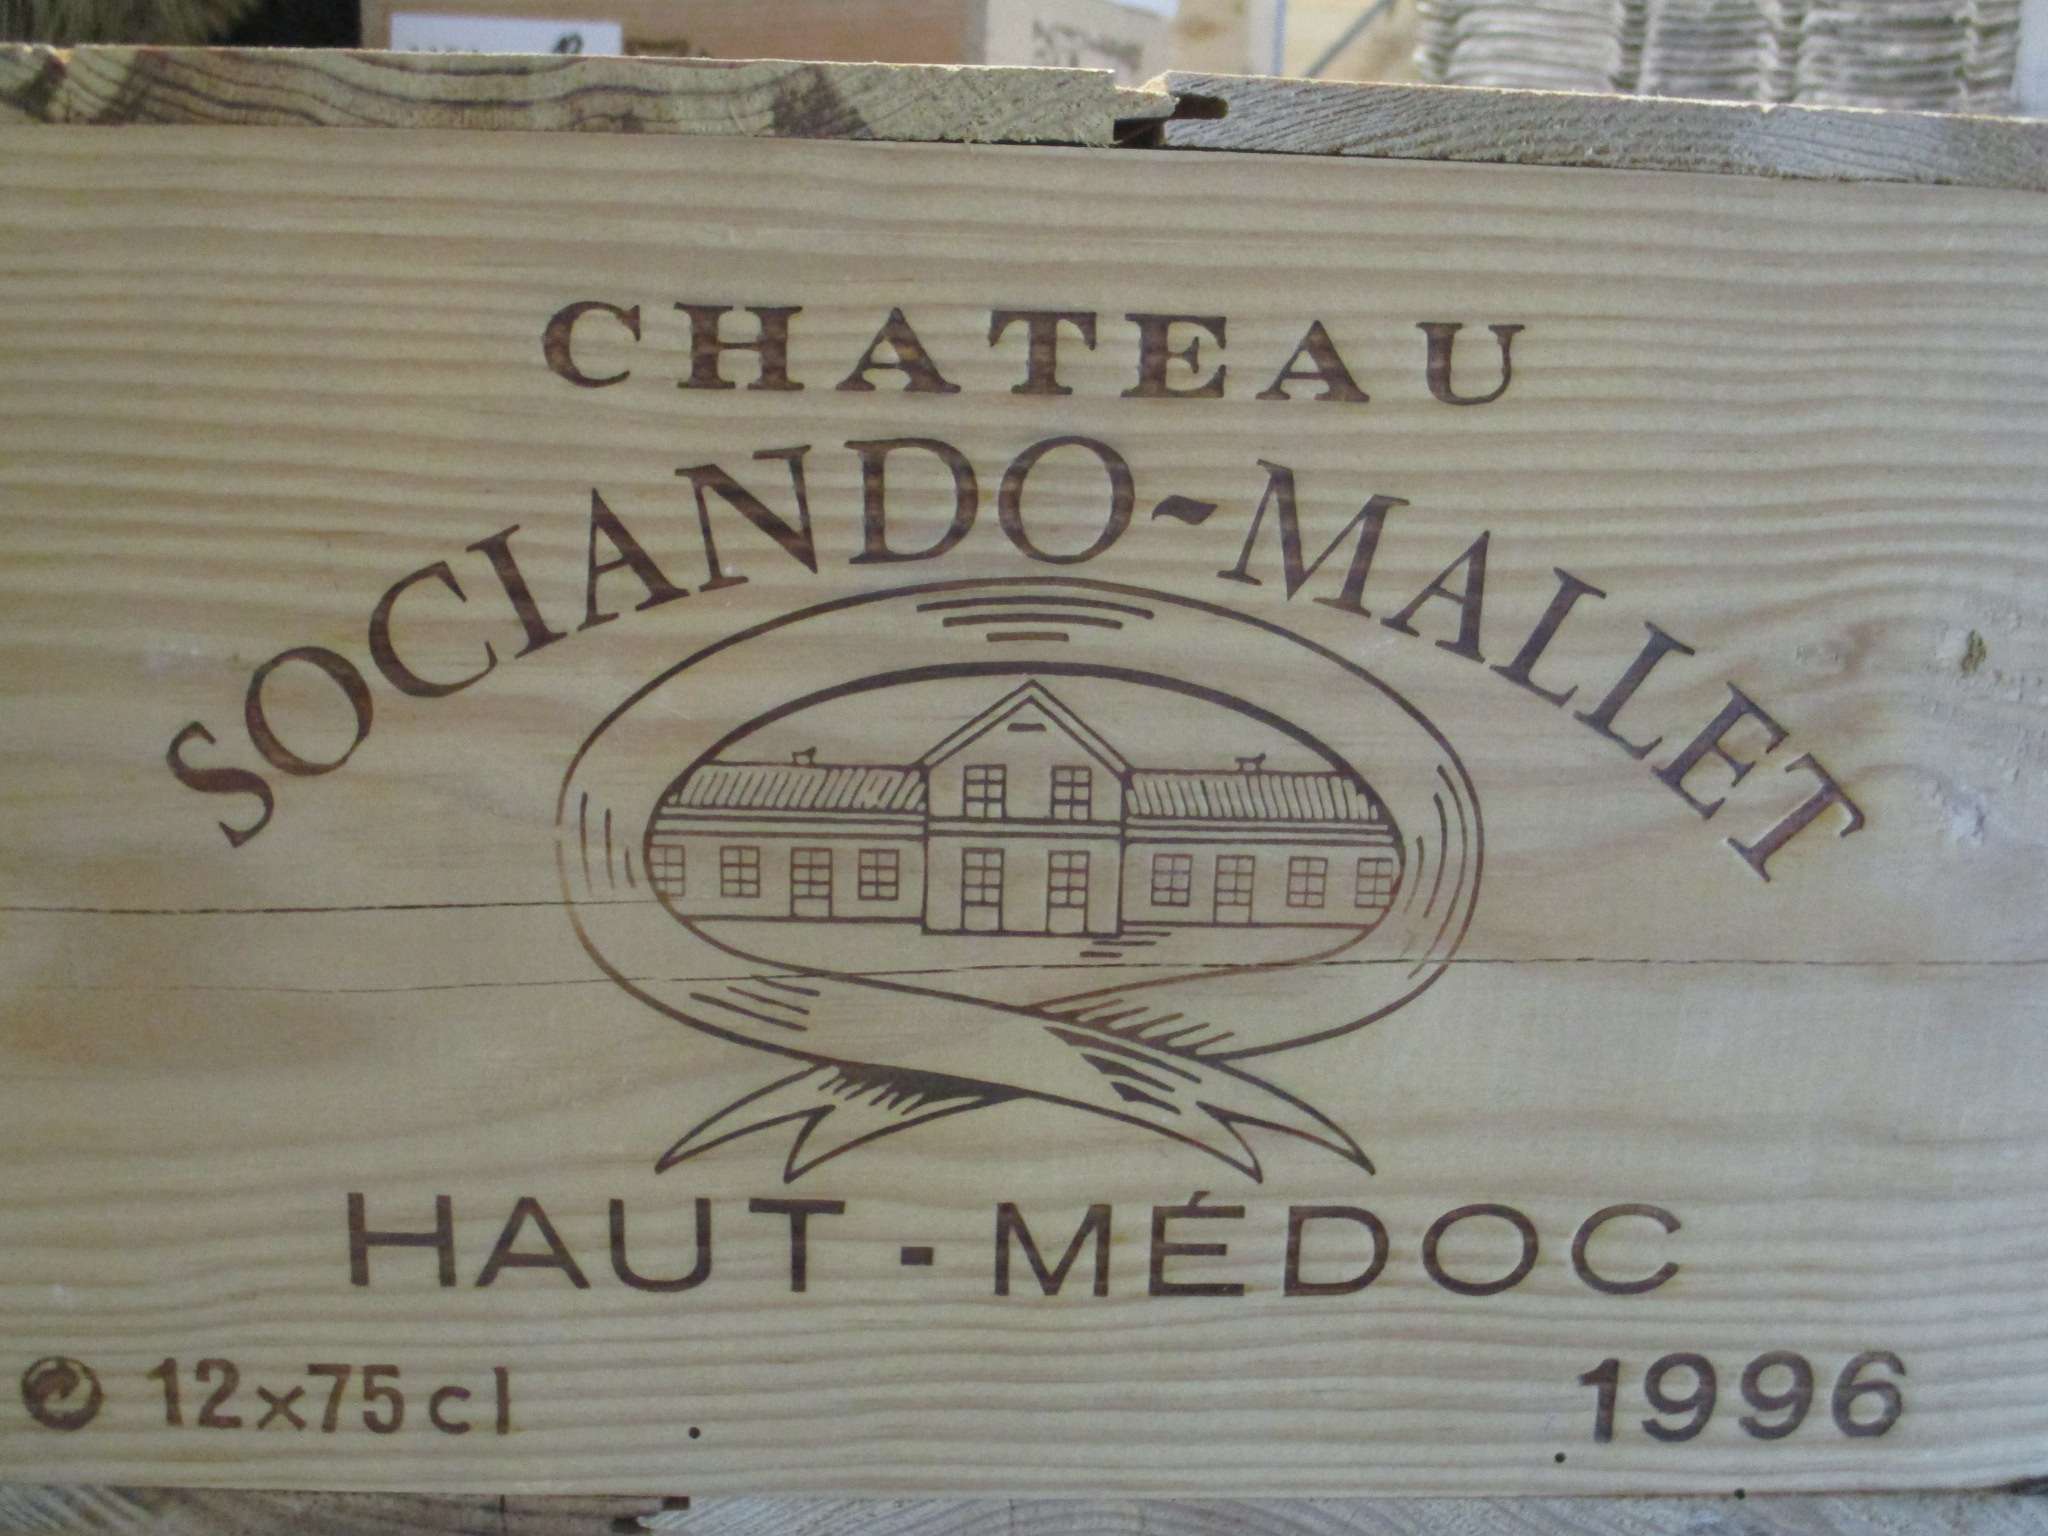 CHATEAU
SOCIANDO-MALLET
HAUT-MÉDOC
12x75cl
1996